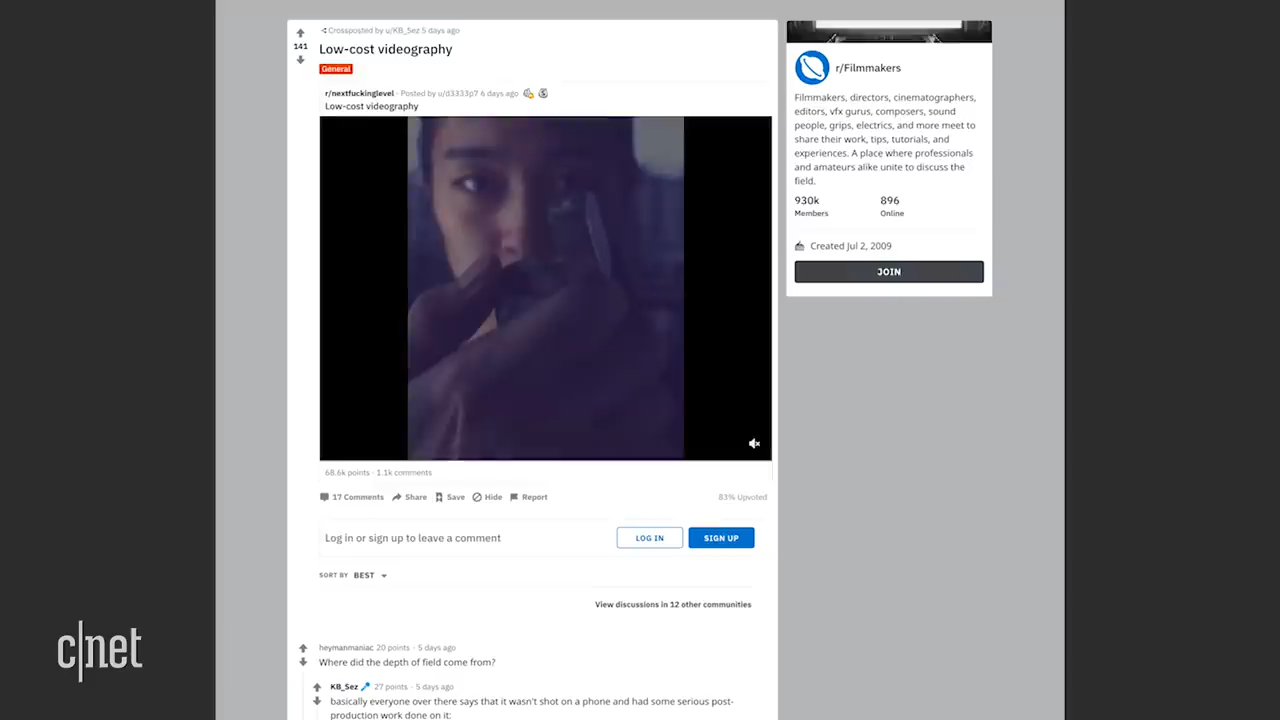 Crossposted by u/KB_Sez 5 days ago
141
Low-cost videography
General
r/nextfuckinglevel · Posted by u/d3333p7 6 days ago
Low-cost videography
68.6k points · 1.1k comments
17 Comments Share Save Hide Report 83% Upvoted
Log in or sign up to leave a comment LOG IN SIGN UP
SORT BY BEST
View discussions in 12 other communities
heymanmaniac 20 points · 5 days ago
Where did the depth of field come from?
KB_Sez 27 points · 5 days ago
basically everyone over there says that it wasn't shot on a phone and had some serious post-
production work done on it:
r/Filmmakers
Filmmakers, directors, cinematographers,
editors, vfx gurus, composers, sound
people, grips, electrics, and more meet to
share their work, tips, tutorials, and
experiences. A place where professionals
and amateurs alike unite to discuss the
field.
930k 896
Members Online
Created Jul 2, 2009
JOIN
c|net